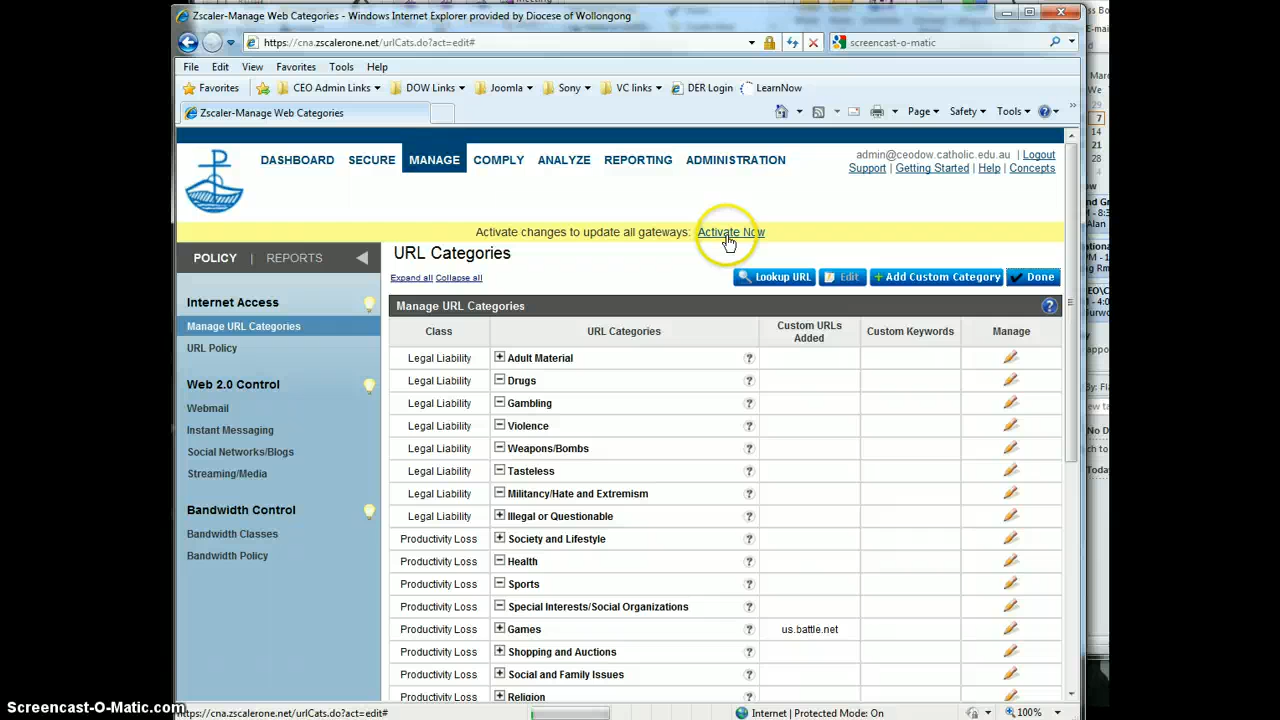 Zscaler-Manage Web Categories - Windows Internet Explorer provided by Diocese of Wollongong
https://cna.zscalerone.net/urlCats.do?act=edit#
screencast-o-matic
File Edit View Favorites Tools Help
Favorites CEO Admin Links DOW Links Joomla Sony VC links DER Login LearnNow
Zscaler-Manage Web Categories
Page Safety Tools
DASHBOARD SECURE MANAGE COMPLY ANALYZE REPORTING ADMINISTRATION
admin@ceodow.catholic.edu.au | Logout
Support | Getting Started | Help | Concepts
Activate changes to update all gateways: Activate Now
POLICY | REPORTS
URL Categories
Expand all Collapse all
Lookup URL Edit + Add Custom Category Done
Internet Access
Manage URL Categories
URL Policy
Web 2.0 Control
Webmail
Instant Messaging
Social Networks/Blogs
Streaming/Media
Bandwidth Control
Bandwidth Classes
Bandwidth Policy
Manage URL Categories ?
Class URL Categories Custom URLs Added Custom Keywords Manage
Legal Liability Adult Material ?
Legal Liability Drugs ?
Legal Liability Gambling ?
Legal Liability Violence ?
Legal Liability Weapons/Bombs ?
Legal Liability Tasteless ?
Legal Liability Militancy/Hate and Extremism ?
Legal Liability Illegal or Questionable ?
Productivity Loss Society and Lifestyle ?
Productivity Loss Health ?
Productivity Loss Sports ?
Productivity Loss Special Interests/Social Organizations ?
Productivity Loss Games ? us.battle.net
Productivity Loss Shopping and Auctions ?
Productivity Loss Social and Family Issues ?
Productivity Loss Religion ?
https://cna.zscalerone.net/urlCats.do?act=edit#
Internet | Protected Mode: On
100%
Screencast-O-Matic.com